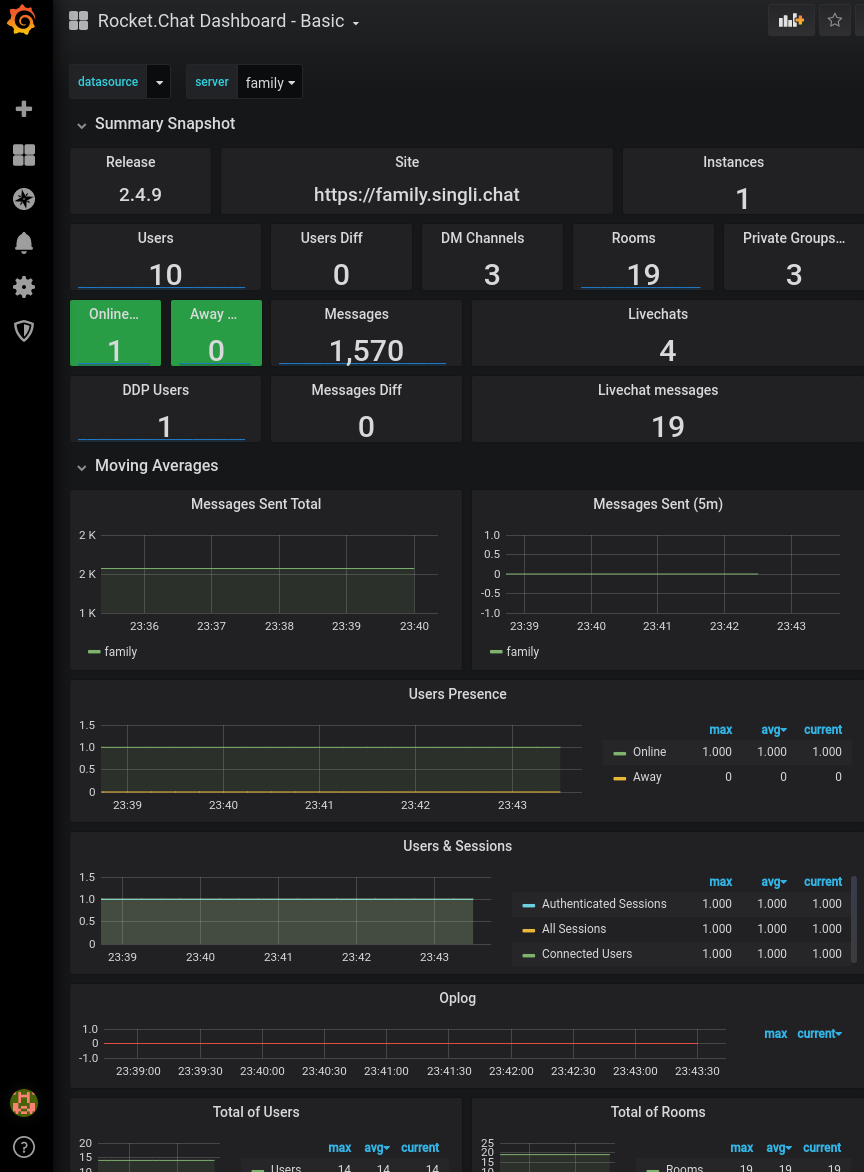 Rocket.Chat Dashboard - Basic
datasource
server family
Summary Snapshot
Release
2.4.9
Site
https://family.singli.chat
Instances
1
Users
10
Users Diff
0
DM Channels
3
Rooms
19
Private Groups...
3
Online...
1
Away ...
0
Messages
1,570
Livechats
4
DDP Users
1
Messages Diff
0
Livechat messages
19
Moving Averages
Messages Sent Total
2 K
2 K
1 K
23:36 23:37 23:38 23:39 23:40
family
Messages Sent (5m)
1.0
0.5
0
-0.5
-1.0
23:39 23:40 23:41 23:42 23:43
family
Users Presence
1.5
1.0
0.5
0
23:39 23:40 23:41 23:42 23:43
max avg current
Online 1.000 1.000 1.000
Away 0 0 0
Users & Sessions
1.5
1.0
0.5
0
23:39 23:40 23:41 23:42 23:43
max avg current
Authenticated Sessions 1.000 1.000 1.000
All Sessions 1.000 1.000 1.000
Connected Users 1.000 1.000 1.000
Oplog
1.0
0
-1.0
23:39:00 23:39:30 23:40:00 23:40:30 23:41:00 23:41:30 23:42:00 23:42:30 23:43:00 23:43:30
max current
Total of Users
20
15
10
max avg current
Users 14 14 14
Total of Rooms
25
20
15
10
max avg current
Rooms 19 19 19
?